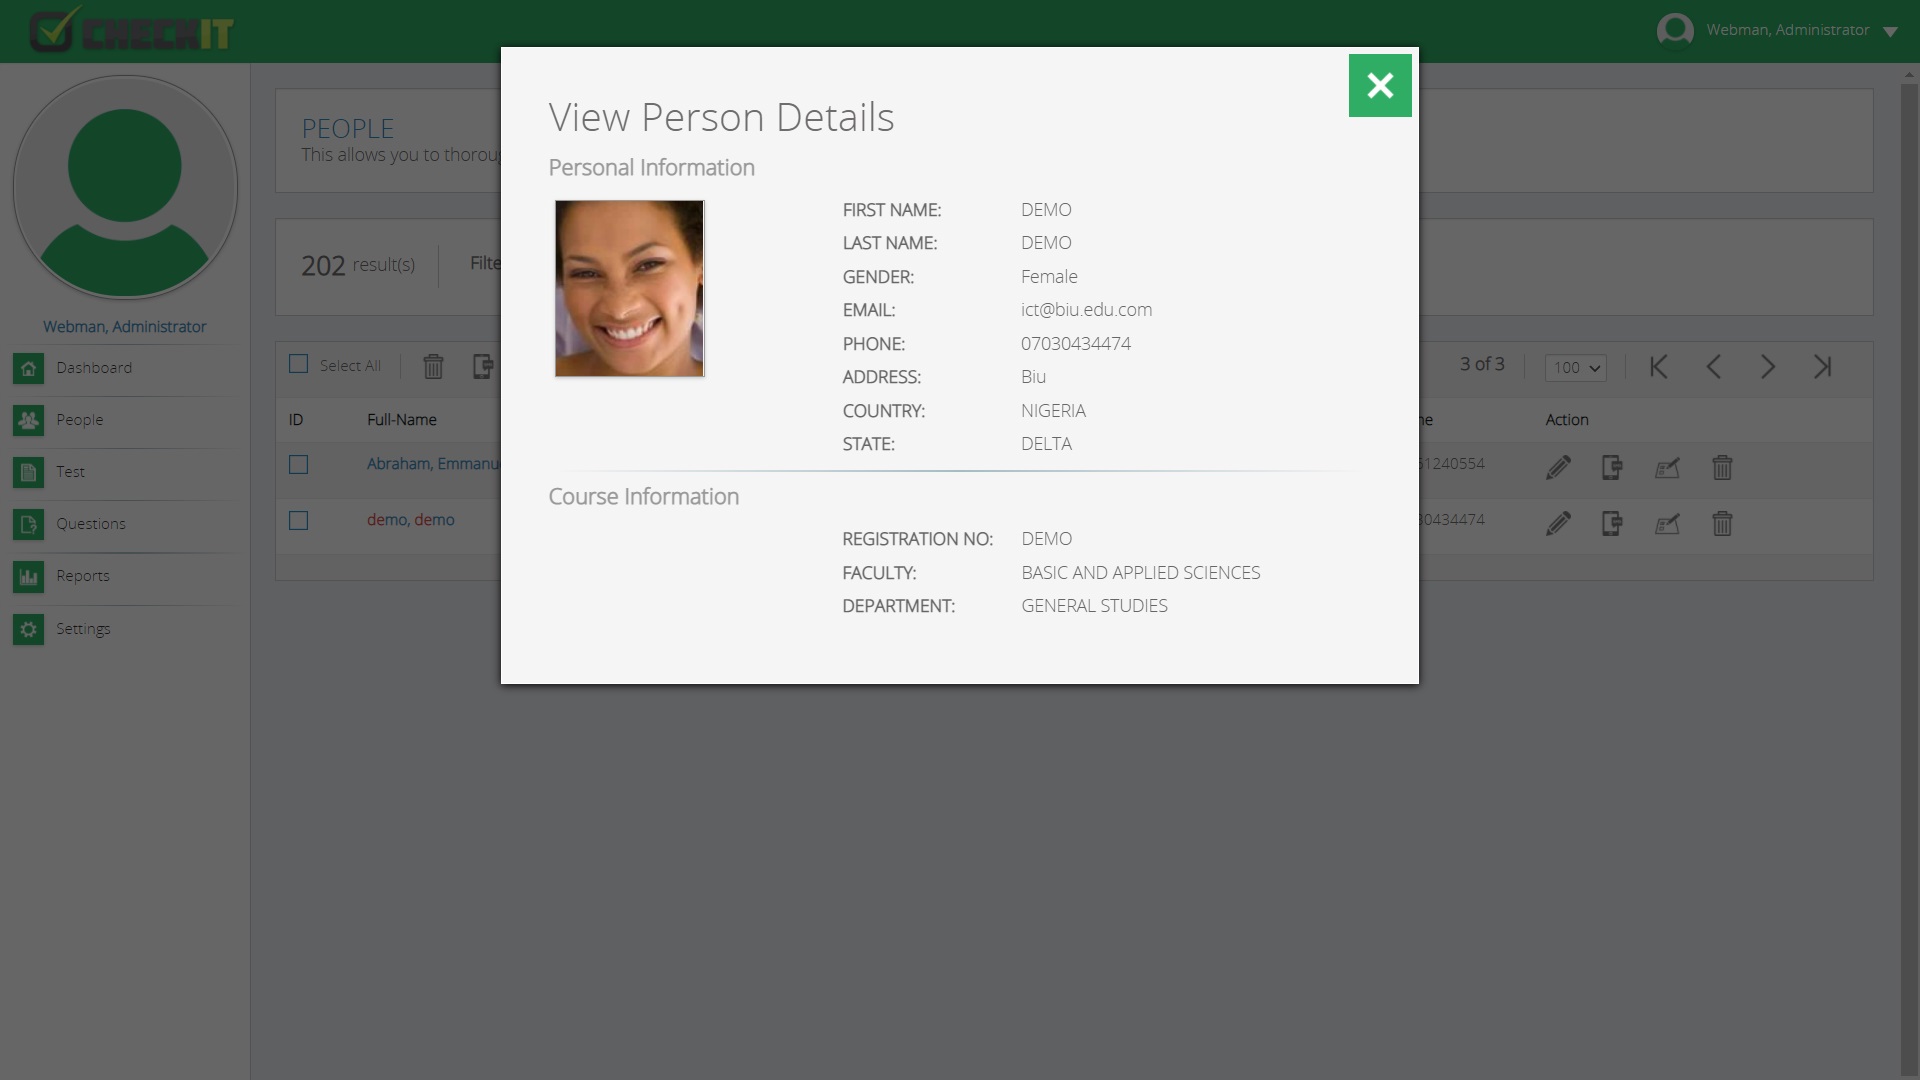 CHECKIT
Webman, Administrator
View Person Details
Personal Information
FIRST NAME: DEMO
LAST NAME: DEMO
GENDER: Female
EMAIL: ict@biu.edu.com
PHONE: 07030434474
ADDRESS: Biu
COUNTRY: NIGERIA
STATE: DELTA
Course Information
REGISTRATION NO: DEMO
FACULTY: BASIC AND APPLIED SCIENCES
DEPARTMENT: GENERAL STUDIES
Webman, Administrator
Dashboard
People
Test
Questions
Reports
Settings
PEOPLE
This allows you to thoroug
202 result(s) Filte
Select All 3 of 3 100
ID Full-Name ne Action
Abraham, Emmanu 51240554
demo, demo 30434474